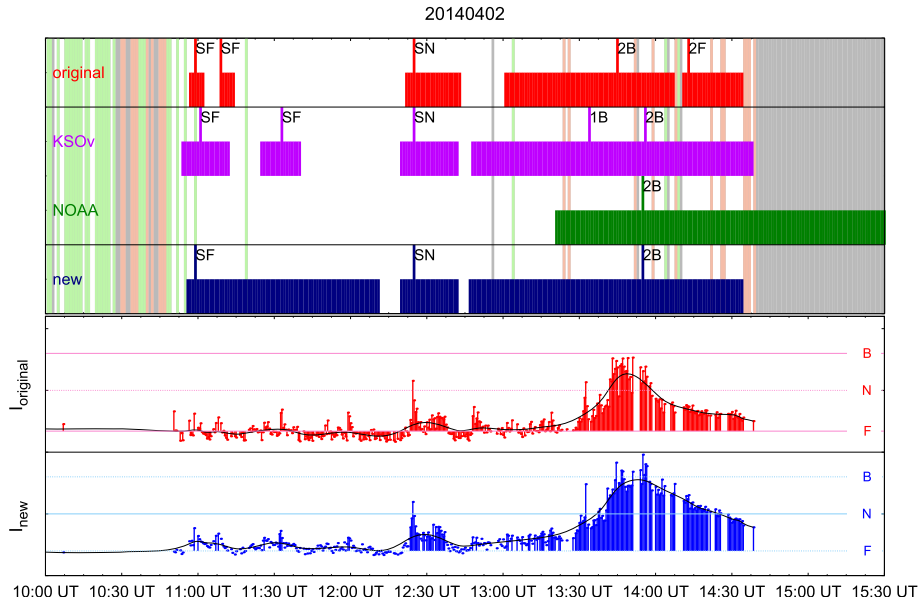 20140402
SF SF SN 2B 2F
original
SF SF SN 1B 2B
KSOv
2B
NOAA
SF SN 2B
new
B
N
F
I original
B
N
F
I new
10:00 UT 10:30 UT 11:00 UT 11:30 UT 12:00 UT 12:30 UT 13:00 UT 13:30 UT 14:00 UT 14:30 UT 15:00 UT 15:30 UT